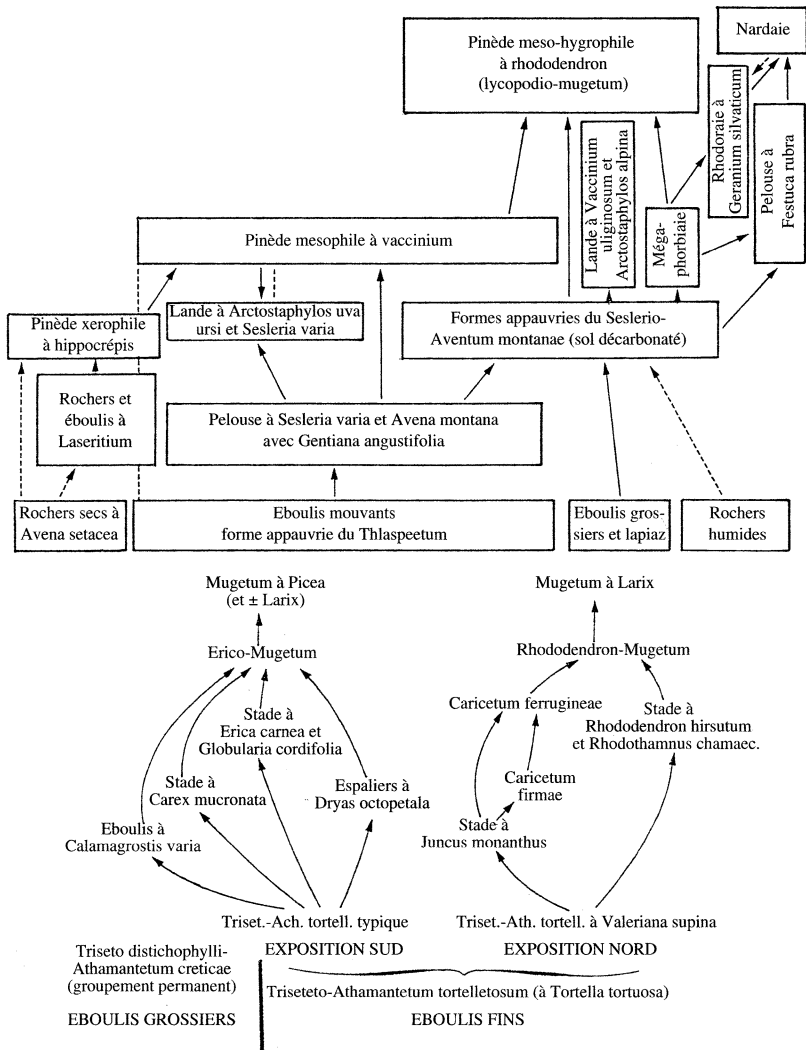 Nardaie
Pinède meso-hygrophile
à rhododendron
(lycopodio-mugetum)
Rhodoraie à
Geranium silvaticum
Pelouse à
Festuca rubra
Lande à Vaccinium
uliginosum et
Arctostaphylos alpina
Méga-
phorbiaie
Pinède mesophile à vaccinium
Pinède xerophile
à hippocrépis
Lande à Arctostaphylos uva
ursi et Sesleria varia
Formes appauvries du Seslerio-
Aventum montanae (sol décarbonaté)
Rochers et
éboulis à
Laseritium
Pelouse à Sesleria varia et Avena montana
avec Gentiana angustifolia
Rochers secs à
Avena setacea
Eboulis mouvants
forme appauvrie du Thlaspeetum
Eboulis gros-
siers et lapiaz
Rochers
humides
Mugetum à Picea
(et ± Larix)
Mugetum à Larix
Erico-Mugetum
Rhododendron-Mugetum
Stade à
Erica carnea et
Globularia cordifolia
Caricetum ferrugineae
Stade à
Rhododendron hirsutum
et Rhodothamnus chamaec.
Stade à
Carex mucronata
Espaliers à
Dryas octopetala
Caricetum
firmae
Eboulis à
Calamagrostis varia
Stade à
Juncus monanthus
Triset.-Ach. tortell. typique
Triset.-Ath. tortell. à Valeriana supina
EXPOSITION SUD
EXPOSITION NORD
Triseto distichophylli-
Athamantetum creticae
(groupement permanent)
Triseteto-Athamantetum tortelletosum (à Tortella tortuosa)
EBOULIS GROSSIERS
EBOULIS FINS